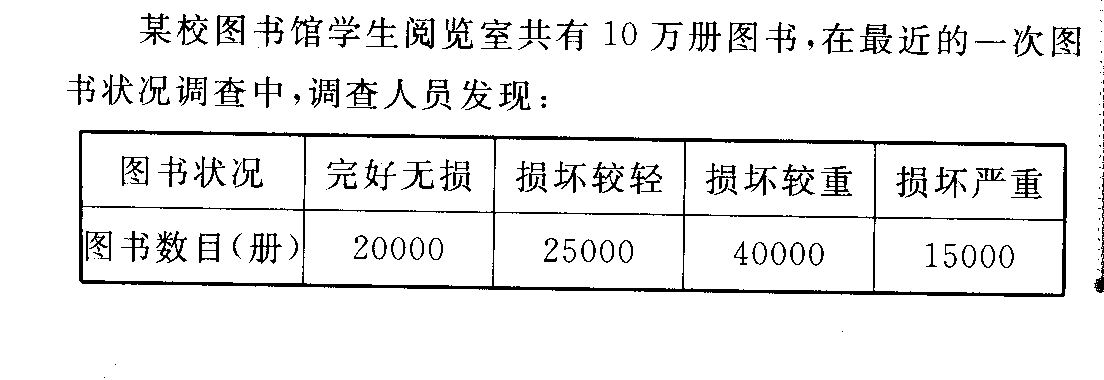 某校图书馆学生阅览室共有 10 万册图书,在最近的一次图
书状况调查中,调查人员发现:
图书状况 完好无损 损坏较轻 损坏较重 损坏严重
图书数目(册) 20000 25000 40000 15000